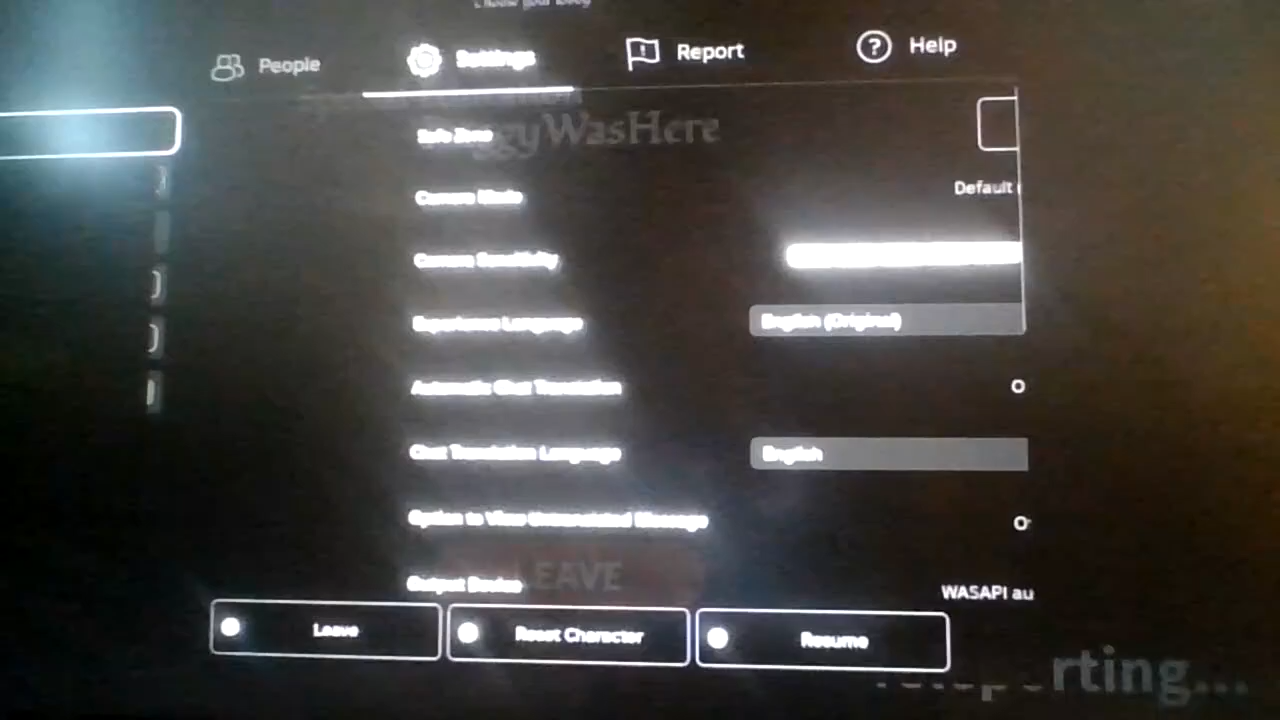 People Settings Report Help
ggyWasHere
Safe Zone
Camera Mode Default
Camera Sensitivity
Experience Language English (Original)
Automatic Chat Translation O
Chat Translation Language English
Option to View Untranslated Message O
LEAVE
Output Device WASAPI au
Leave Reset Character Resume
rting...